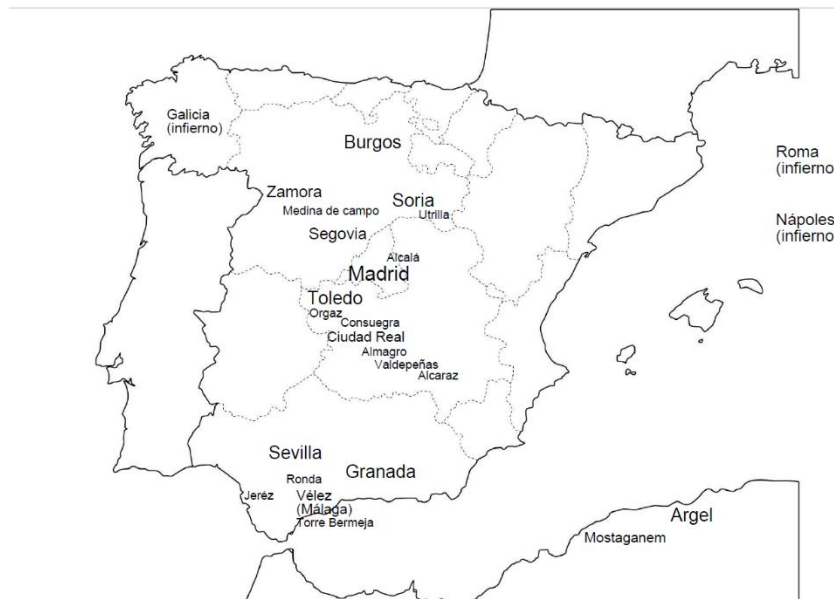 Galicia
(infierno)
Burgos
Roma
(infierno
Zamora
Soria
Medina de campo
Utrilla
Nápoles
(infierno
Segovia
Alcalá
Madrid
Toledo
Orgaz
Consuegra
Ciudad Real
Almagro
Valdepeñas
Alcaraz
Sevilla
Granada
Ronda
Jeréz
Vélez
(Málaga)
Torre Bermeja
Argel
Mostaganem